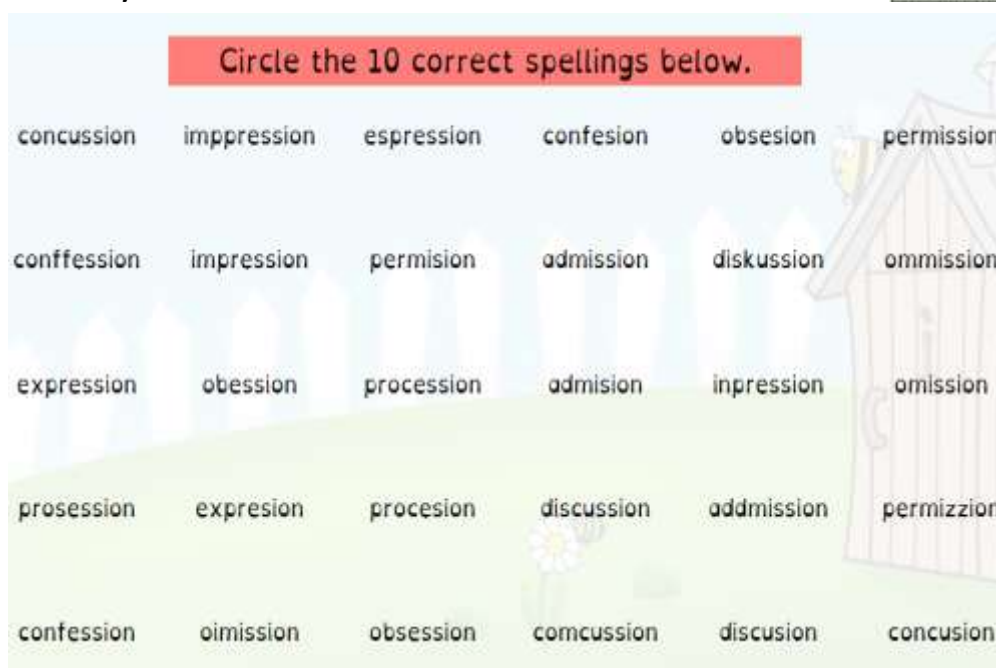 Circle the 10 correct spellings below.
concussion imppression espression confesion obsesion permission
conffession impression permision admission diskussion ommission
expression obession procession admision inpression omission
prosession expresion procesion discussion addmission permizzion
confession oimission obsession comcussion discusion concusion